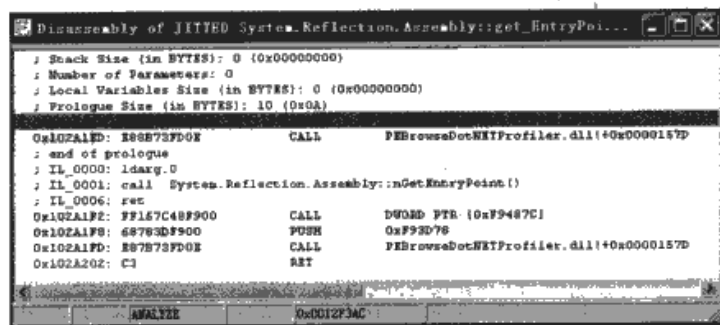 Disassembly of JITTED System.Reflection.Assembly::get_EntryPoi...
; Stack Size (in BYTES): 0 (0x00000000)
; Number of Parameters: 0
; Local Variables Size (in BYTES): 0 (0x00000000)
; Prologue Size (in BYTES): 10 (0x0A)
0x102A1ED: E88B73FD0E CALL PEBrowseDotNETProfiler.dll!+0x0000157D
; end of prologue
; IL_0000: ldarg.0
; IL_0001: call System.Reflection.Assembly::nGetEntryPoint()
; IL_0006: ret
0x102A1F2: FF157C48F900 CALL DWORD PTR [0xF9487C]
0x102A1F8: 68783DF900 PUSH 0xF93D78
0x102A1FD: E87B73FD0E CALL PEBrowseDotNETProfiler.dll!+0x0000157D
0x102A202: C3 RET
ANALYZE 0x0012F3AC